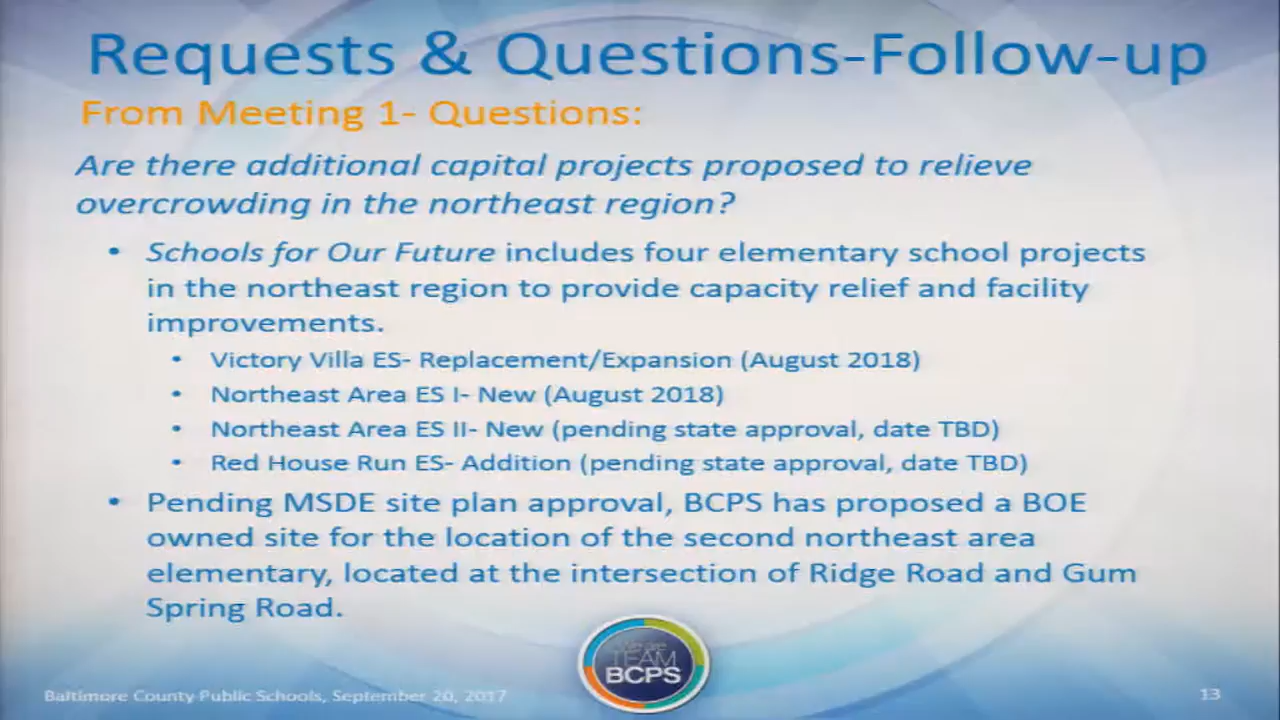 Requests & Questions-Follow-up
From Meeting 1- Questions:
Are there additional capital projects proposed to relieve
overcrowding in the northeast region?
• Schools for Our Future includes four elementary school projects
in the northeast region to provide capacity relief and facility
improvements.
• Victory Villa ES- Replacement/Expansion (August 2018)
• Northeast Area ES I- New (August 2018)
• Northeast Area ES II- New (pending state approval, date TBD)
• Red House Run ES- Addition (pending state approval, date TBD)
• Pending MSDE site plan approval, BCPS has proposed a BOE
owned site for the location of the second northeast area
elementary, located at the intersection of Ridge Road and Gum
Spring Road.
We are
TEAM
BCPS
Baltimore County Public Schools, September 20, 2017
13